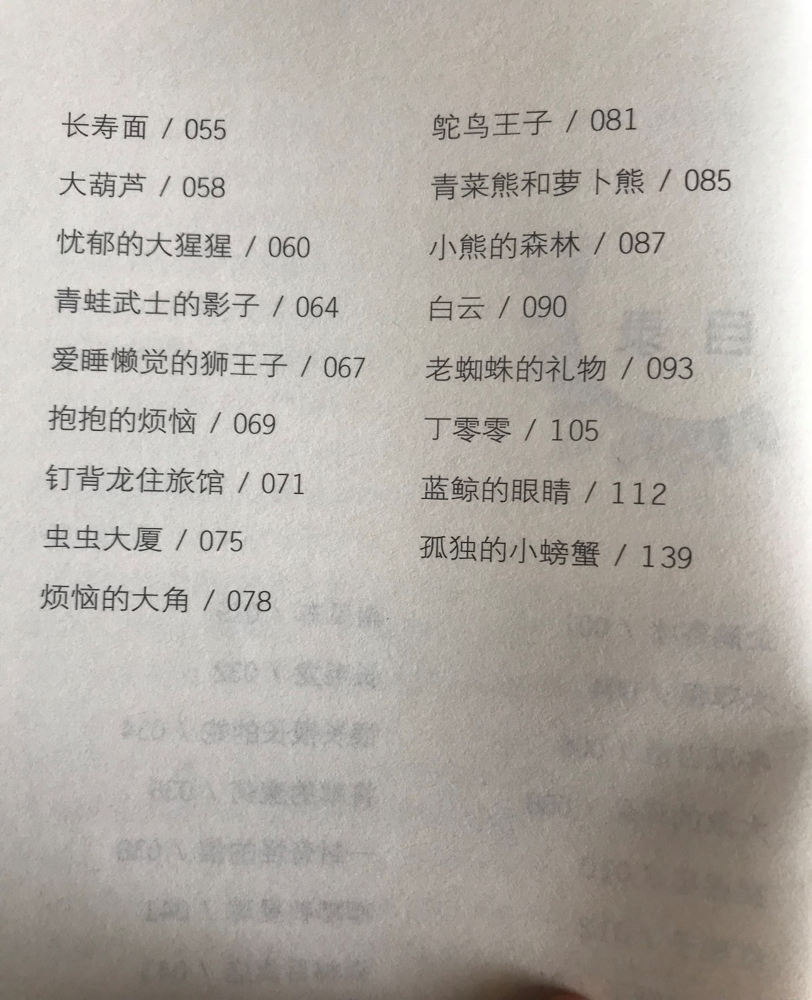 长寿面 / 055
大葫芦 / 058
忧郁的大猩猩 / 060
青蛙武士的影子 / 064
爱睡懒觉的狮王子 / 067
抱抱的烦恼 / 069
钉背龙住旅馆 / 071
虫虫大厦 / 075
烦恼的大角 / 078
鸵鸟王子 / 081
青菜熊和萝卜熊 / 085
小熊的森林 / 087
白云 / 090
老蜘蛛的礼物 / 093
丁零零 / 105
蓝鲸的眼睛 / 112
孤独的小螃蟹 / 139